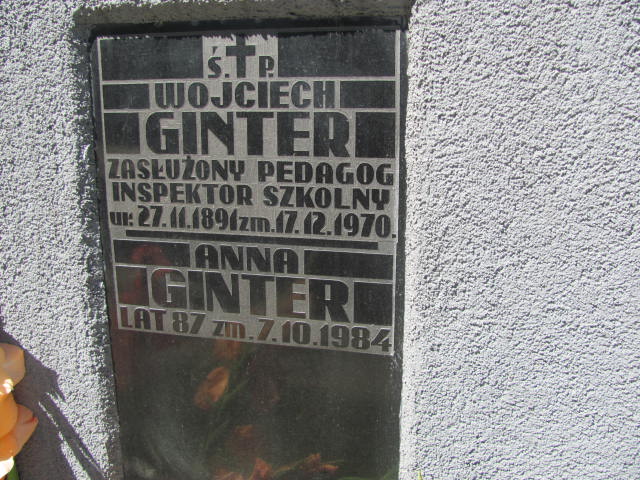 Ś. P.
WOJCIECH
GINTER
ZASŁUŻONY PEDAGOG
INSPEKTOR SZKOLNY
ur. 27.11.1891 zm. 17.12.1970.
ANNA
GINTER
LAT 87 zm. 7.10.1984